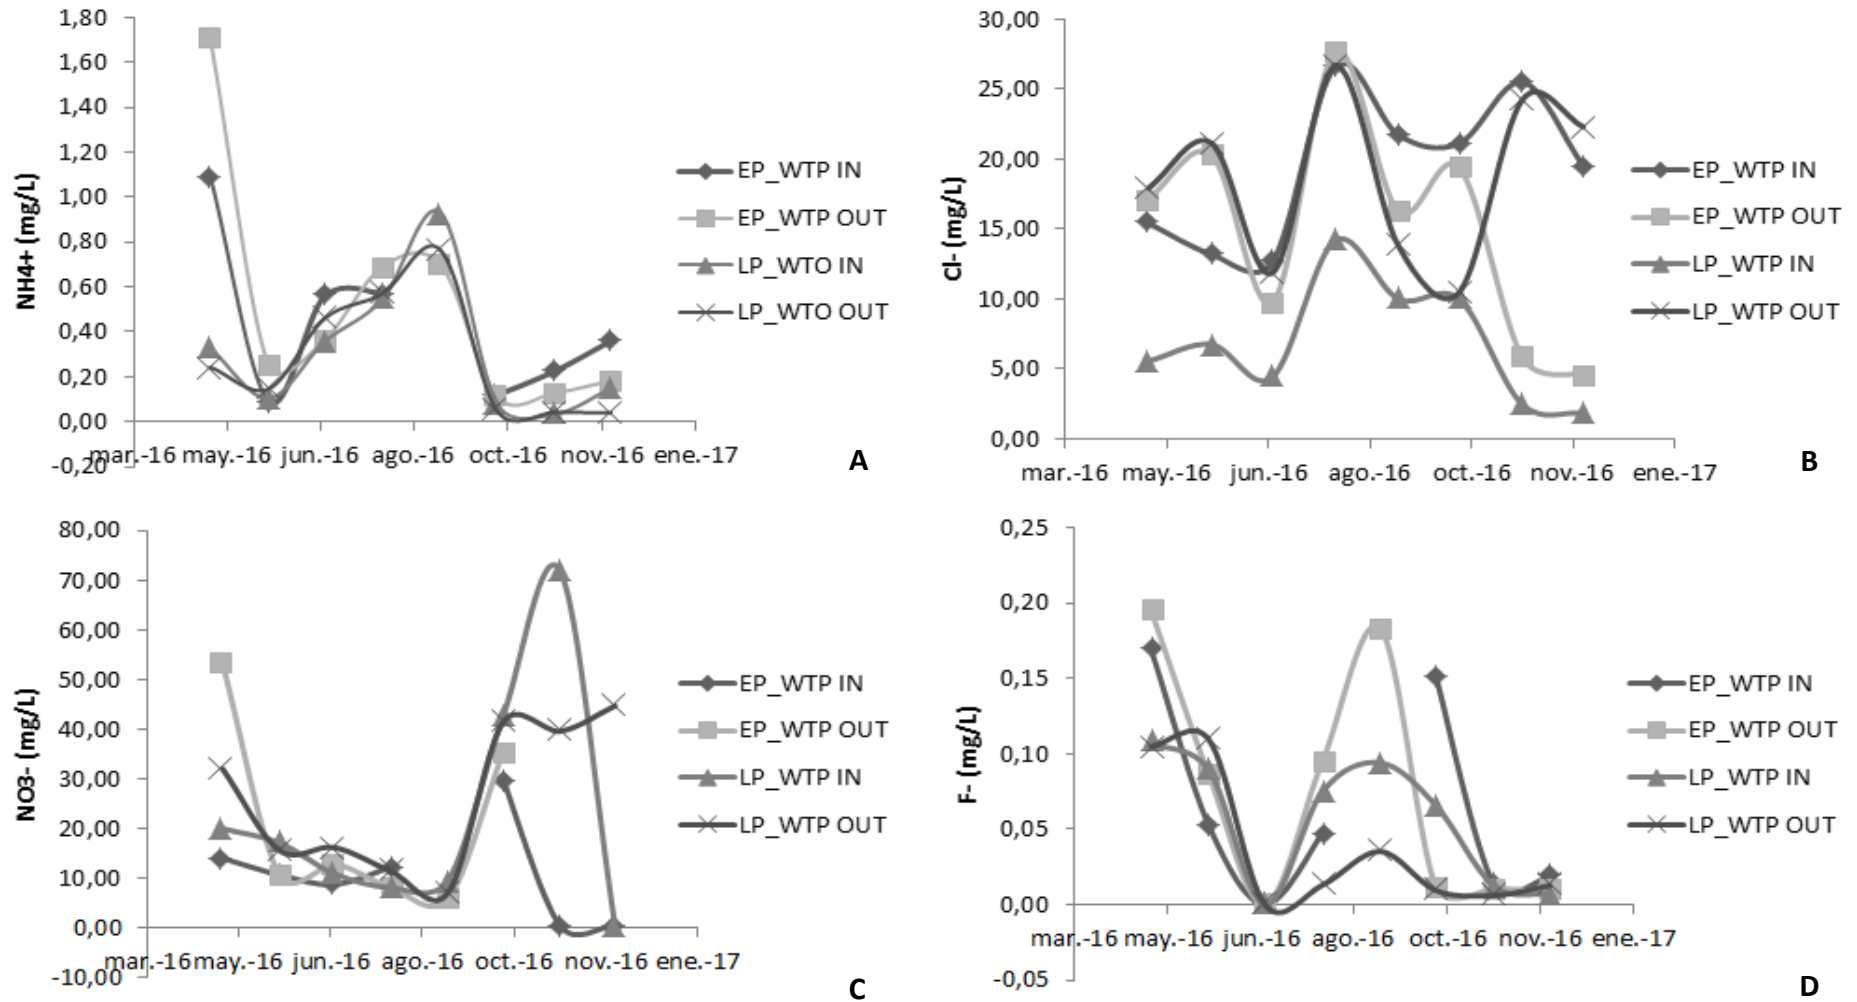 1,80
1,60
1,40
1,20
1,00
0,80
0,60
0,40
0,20
0,00
-0,20
NH4+ (mg/L)
mar.-16 may.-16 jun.-16 ago.-16 oct.-16 nov.-16 ene.-17
EP_WTP IN
EP_WTP OUT
LP_WTO IN
LP_WTO OUT
A
30,00
25,00
20,00
15,00
10,00
5,00
0,00
Cl- (mg/L)
mar.-16 may.-16 jun.-16 ago.-16 oct.-16 nov.-16 ene.-17
EP_WTP IN
EP_WTP OUT
LP_WTP IN
LP_WTP OUT
B
80,00
70,00
60,00
50,00
40,00
30,00
20,00
10,00
0,00
-10,00
NO3- (mg/L)
mar.-16 may.-16 jun.-16 ago.-16 oct.-16 nov.-16 ene.-17
EP_WTP IN
EP_WTP OUT
LP_WTP IN
LP_WTP OUT
C
0,25
0,20
0,15
0,10
0,05
0,00
-0,05
F- (mg/L)
mar.-16 may.-16 jun.-16 ago.-16 oct.-16 nov.-16 ene.-17
EP_WTP IN
EP_WTP OUT
LP_WTP IN
LP_WTP OUT
D